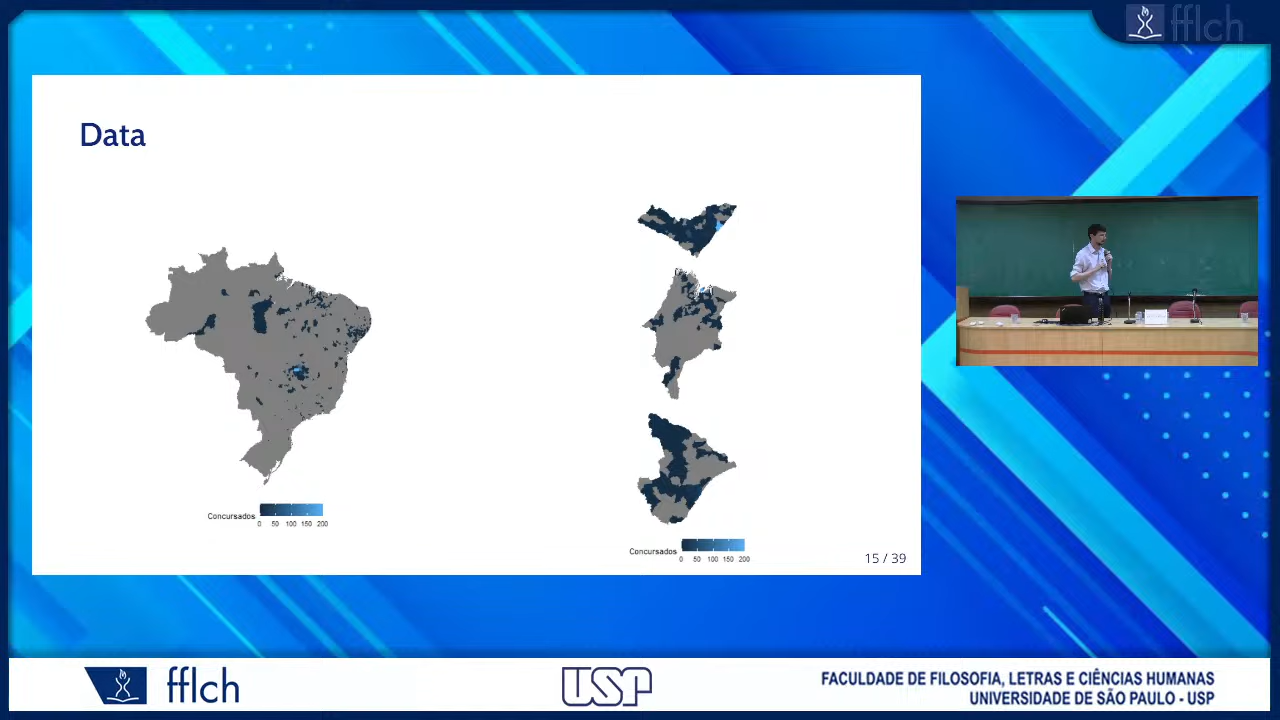 fflch
Data
Concursados
0 50 100 150 200
Concursados
0 50 100 150 200
15 / 39
fflch
USP
FACULDADE DE FILOSOFIA, LETRAS E CIÊNCIAS HUMANAS
UNIVERSIDADE DE SÃO PAULO - USP